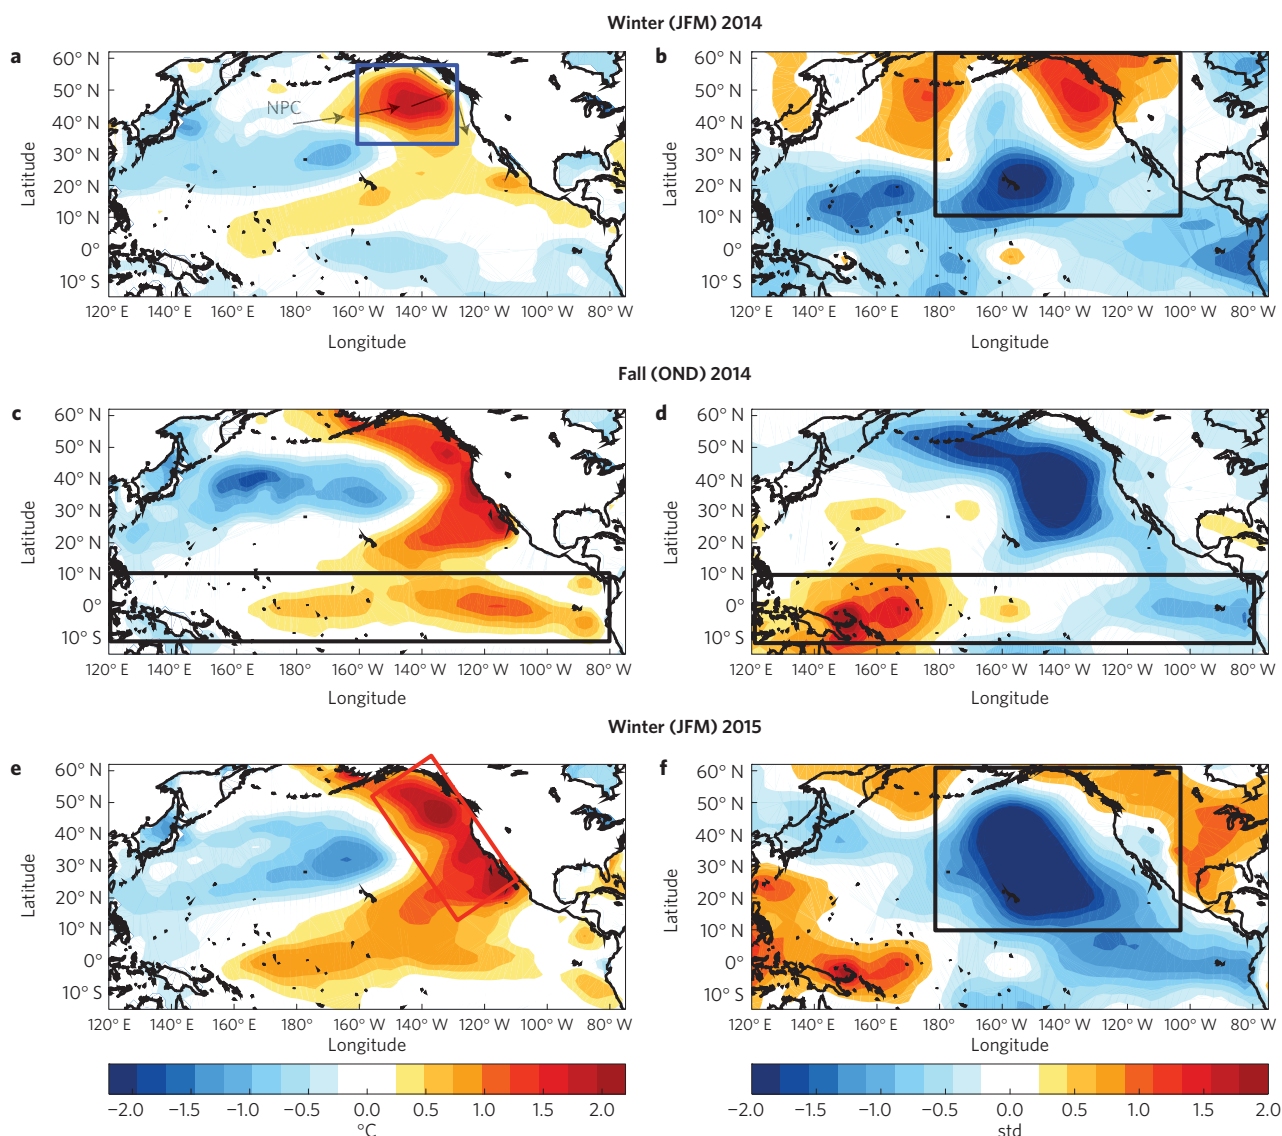 Winter (JFM) 2014
a
b
60° N
50° N
40° N
30° N
20° N
10° N
0°
10° S
Latitude
NPC
120° E 140° E 160° E 180° 160° W 140° W 120° W 100° W 80° W
Longitude
60° N
50° N
40° N
30° N
20° N
10° N
0°
10° S
Latitude
120° E 140° E 160° E 180° 160° W 140° W 120° W 100° W 80° W
Longitude
Fall (OND) 2014
c
d
60° N
50° N
40° N
30° N
20° N
10° N
0°
10° S
Latitude
120° E 140° E 160° E 180° 160° W 140° W 120° W 100° W 80° W
Longitude
60° N
50° N
40° N
30° N
20° N
10° N
0°
10° S
Latitude
120° E 140° E 160° E 180° 160° W 140° W 120° W 100° W 80° W
Longitude
Winter (JFM) 2015
e
f
60° N
50° N
40° N
30° N
20° N
10° N
0°
10° S
Latitude
120° E 140° E 160° E 180° 160° W 140° W 120° W 100° W 80° W
Longitude
60° N
50° N
40° N
30° N
20° N
10° N
0°
10° S
Latitude
120° E 140° E 160° E 180° 160° W 140° W 120° W 100° W 80° W
Longitude
−2.0 −1.5 −1.0 −0.5 0.0 0.5 1.0 1.5 2.0
°C
−2.0 −1.5 −1.0 −0.5 0.0 0.5 1.0 1.5 2.0
std